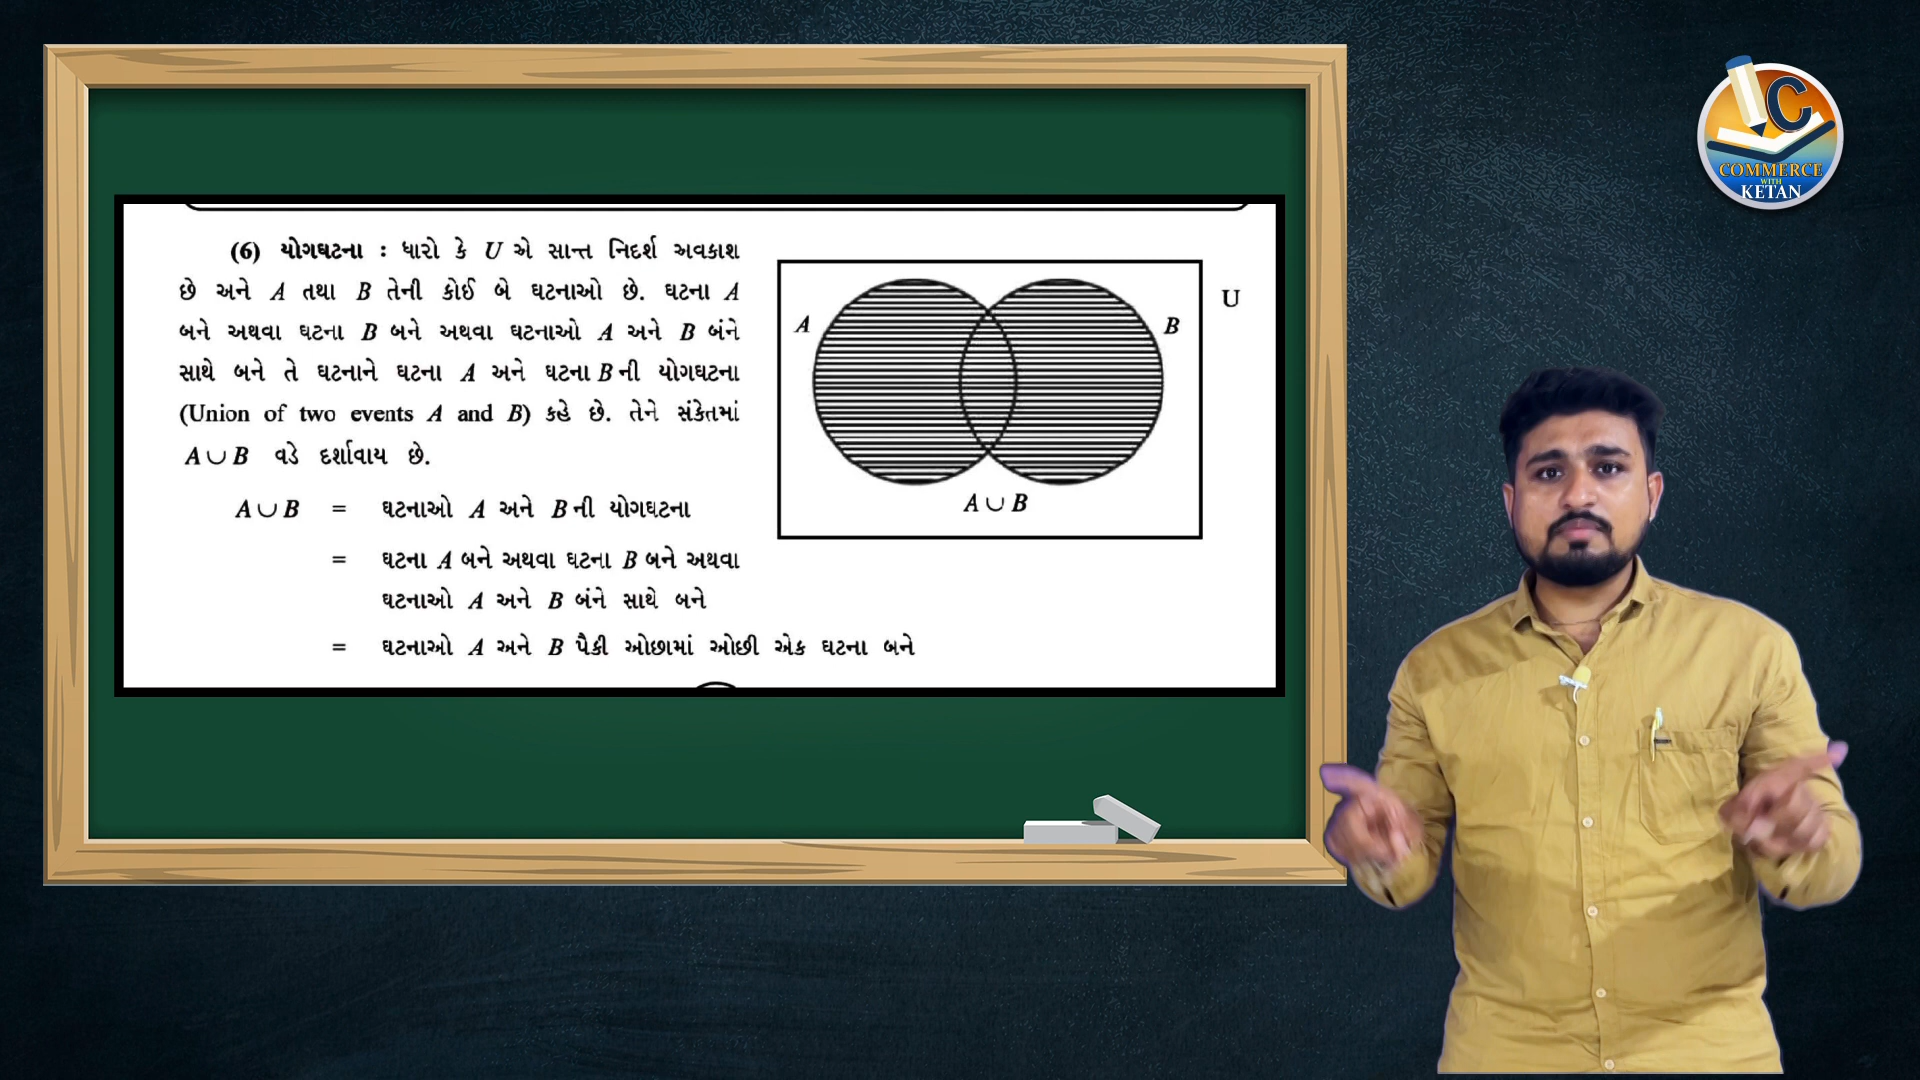 (6) યોગઘટના : ધારો કે U એ સાન્ત નિદર્શ અવકાશ
છે અને A તથા B તેની કોઈ બે ઘટનાઓ છે. ઘટના A
બને અથવા ઘટના B બને અથવા ઘટનાઓ A અને B બંને
સાથે બને તે ઘટનાને ઘટના A અને ઘટના B ની યોગઘટના
(Union of two events A and B) કહે છે. તેને સંકેતમાં
A ∪ B વડે દર્શાવાય છે.
A ∪ B = ઘટનાઓ A અને B ની યોગઘટના
= ઘટના A બને અથવા ઘટના B બને અથવા
ઘટનાઓ A અને B બંને સાથે બને
= ઘટનાઓ A અને B પૈકી ઓછામાં ઓછી એક ઘટના બને
U
A
B
A ∪ B
C
COMMERCE
WITH
KETAN